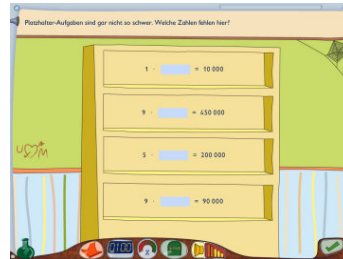 Platzhalter-Aufgaben sind gar nicht so schwer. Welche Zahlen fehlen hier?
1 · = 10 000
9 · = 450 000
5 · = 200 000
9 · = 90 000
U M
0100